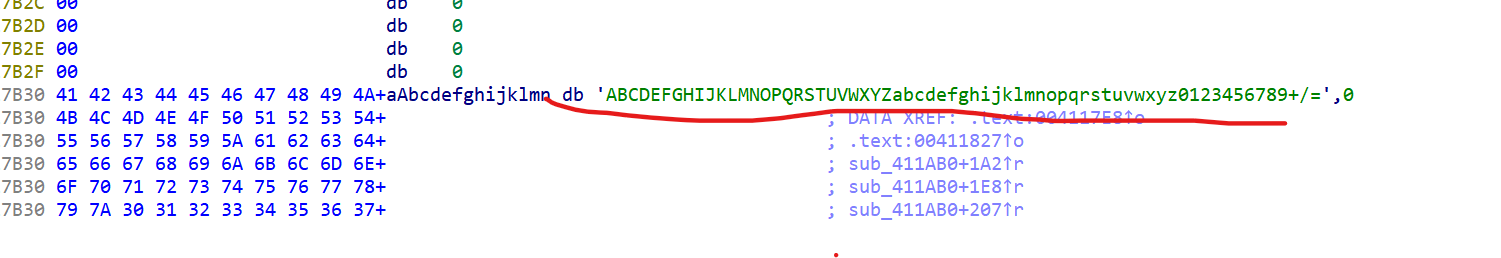 7B2C 00 db 0
7B2D 00 db 0
7B2E 00 db 0
7B2F 00 db 0
7B30 41 42 43 44 45 46 47 48 49 4A+aAbcdefghijklmn db 'ABCDEFGHIJKLMNOPQRSTUVWXYZabcdefghijklmnopqrstuvwxyz0123456789+/=',0
7B30 4B 4C 4D 4E 4F 50 51 52 53 54+ ; DATA XREF: .text:004117E8↑o
7B30 55 56 57 58 59 5A 61 62 63 64+ ; .text:00411827↑o
7B30 65 66 67 68 69 6A 6B 6C 6D 6E+ ; sub_411AB0+1A2↑r
7B30 6F 70 71 72 73 74 75 76 77 78+ ; sub_411AB0+1E8↑r
7B30 79 7A 30 31 32 33 34 35 36 37+ ; sub_411AB0+207↑r